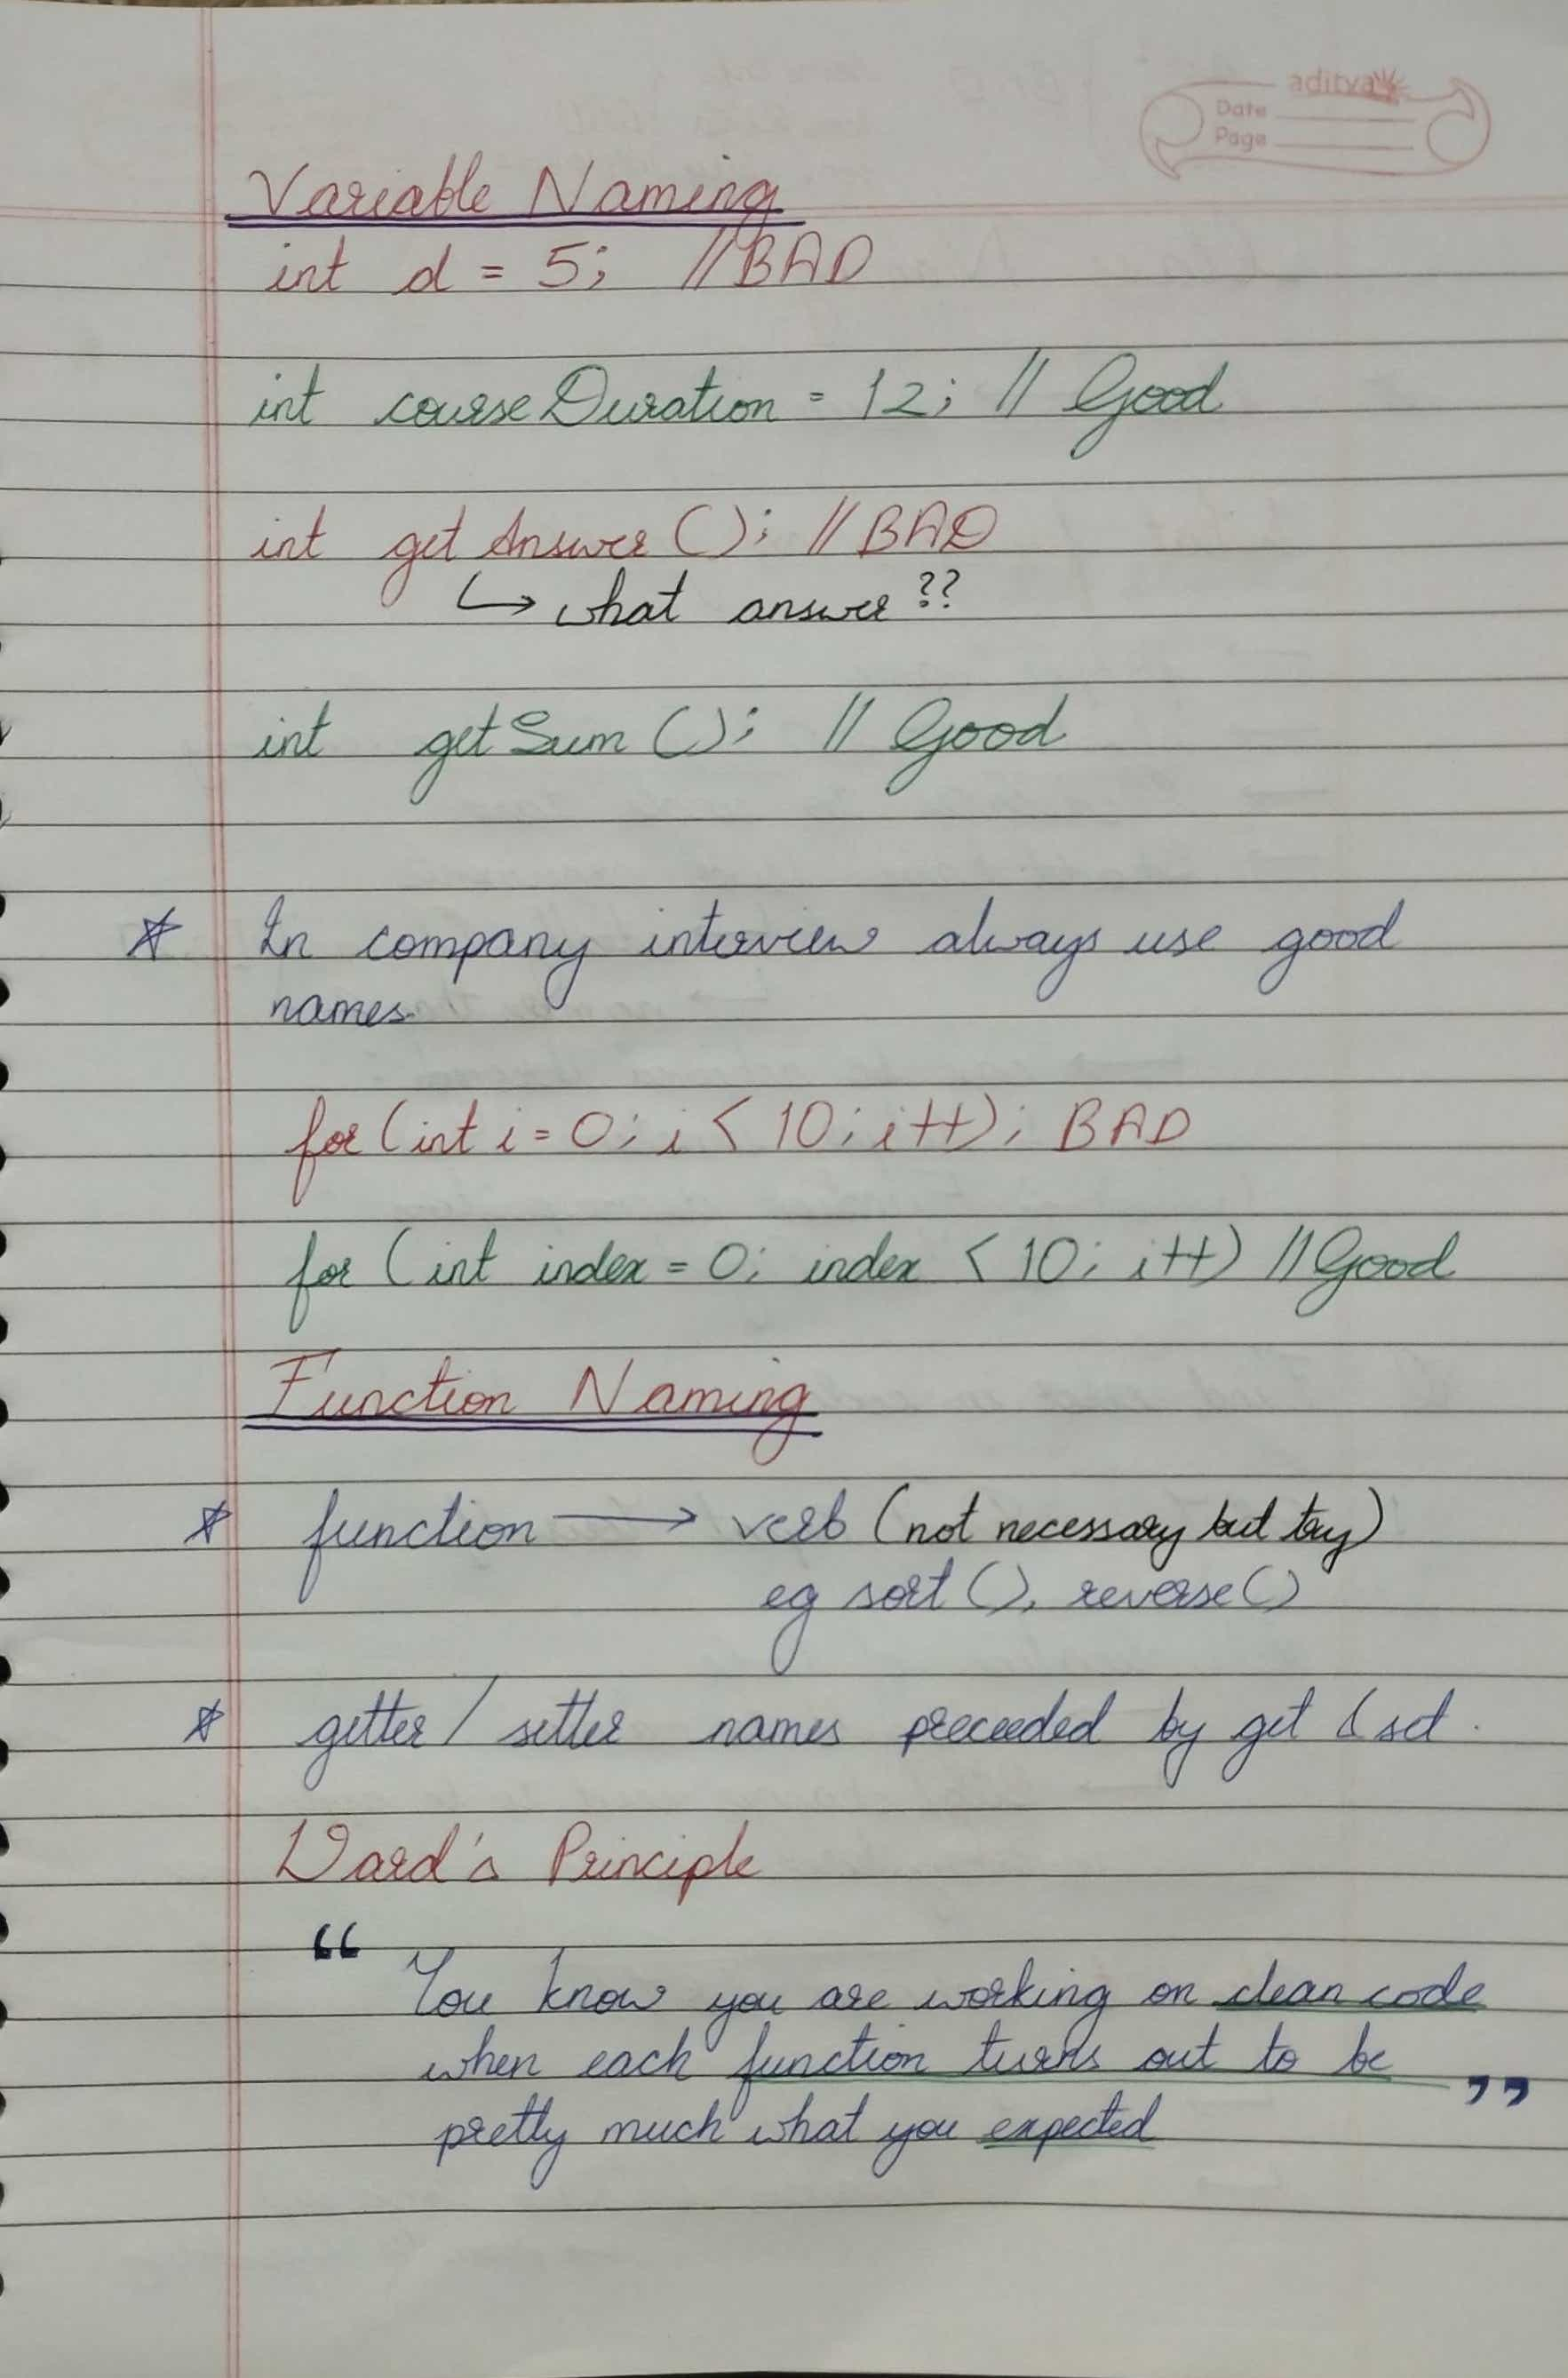 aditya
Date
Page
Variable Naming
int d = 5; // BAD
int courseDuration = 12; // Good
int getAnswer(); // BAD
↳ what answer??
int getSum(); // Good
☆ In company interview always use good
names.
for (int i = 0; i < 10; i++); BAD
for (int index = 0; index < 10; i++) // Good
Function Naming
☆ function → verb (not necessary but try)
eg sort(), reverse()
☆ getter / setter names preceeded by get & set.
Ward's Principle
“ You know you are working on clean code
when each function turns out to be
pretty much what you expected ”